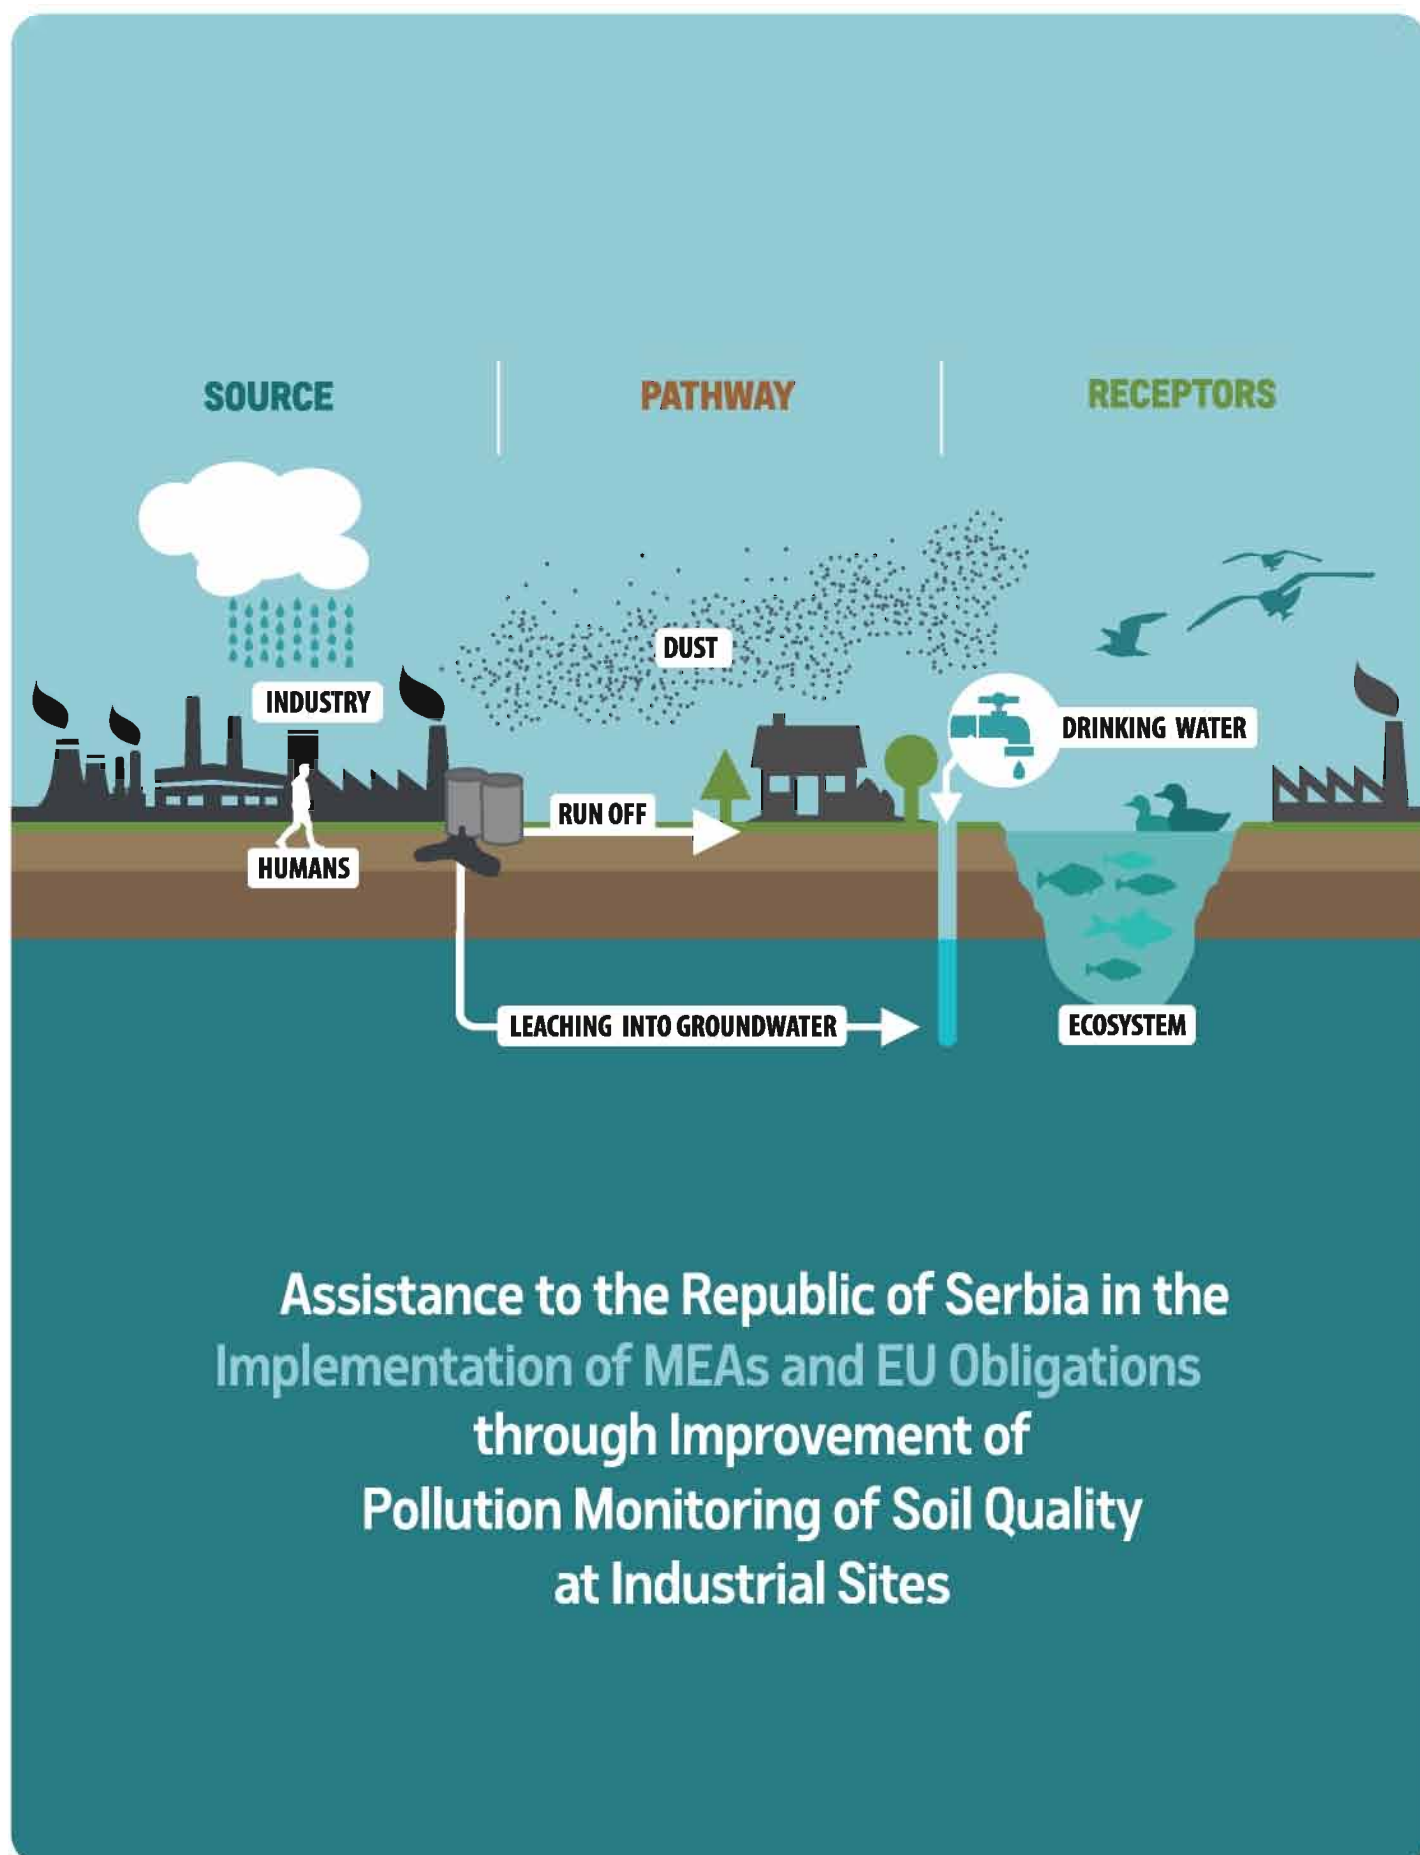 SOURCE
PATHWAY
RECEPTORS
DUST
INDUSTRY
DRINKING WATER
RUN OFF
HUMANS
LEACHING INTO GROUNDWATER
ECOSYSTEM
Assistance to the Republic of Serbia in the
Implementation of MEAs and EU Obligations
through Improvement of
Pollution Monitoring of Soil Quality
at Industrial Sites